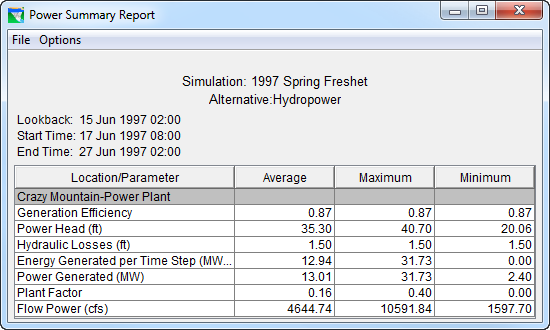 Power Summary Report
File Options
Simulation: 1997 Spring Freshet
Alternative:Hydropower
Lookback: 15 Jun 1997 02:00
Start Time: 17 Jun 1997 08:00
End Time: 27 Jun 1997 02:00
Location/Parameter Average Maximum Minimum
Crazy Mountain-Power Plant
Generation Efficiency 0.87 0.87 0.87
Power Head (ft) 35.30 40.70 20.06
Hydraulic Losses (ft) 1.50 1.50 1.50
Energy Generated per Time Step (MW... 12.94 31.73 0.00
Power Generated (MW) 13.01 31.73 2.40
Plant Factor 0.16 0.40 0.00
Flow Power (cfs) 4644.74 10591.84 1597.70